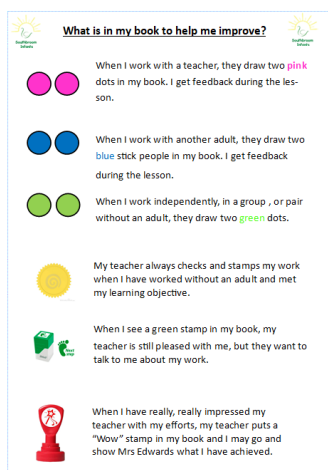 What is in my book to help me improve?
Southbroom
Infants
Southbroom
Infants
When I work with a teacher, they draw two pink
dots in my book. I get feedback during the les-
son.
When I work with another adult, they draw two
blue stick people in my book. I get feedback
during the lesson.
When I work independently, in a group , or pair
without an adult, they draw two green dots.
My teacher always checks and stamps my work
when I have worked without an adult and met
my learning objective.
When I see a green stamp in my book, my
teacher is still pleased with me, but they want to
talk to me about my work.
Next
step
When I have really, really impressed my
teacher with my efforts, my teacher puts a
“Wow” stamp in my book and I may go and
show Mrs Edwards what I have achieved.